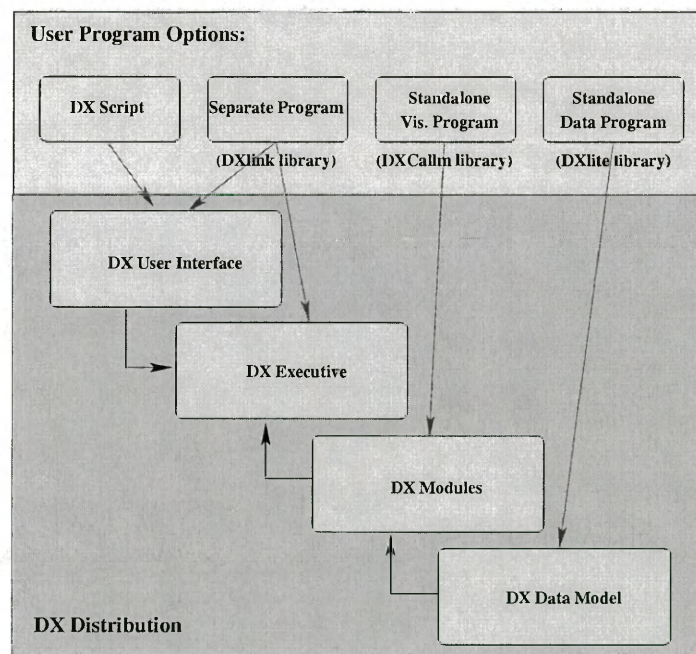 User Program Options:
DX Script
Separate Program
Standalone
Vis. Program
Standalone
Data Program
(DXlink library)
(DXCallm library)
(DXlite library)
DX User Interface
DX Executive
DX Modules
DX Data Model
DX Distribution